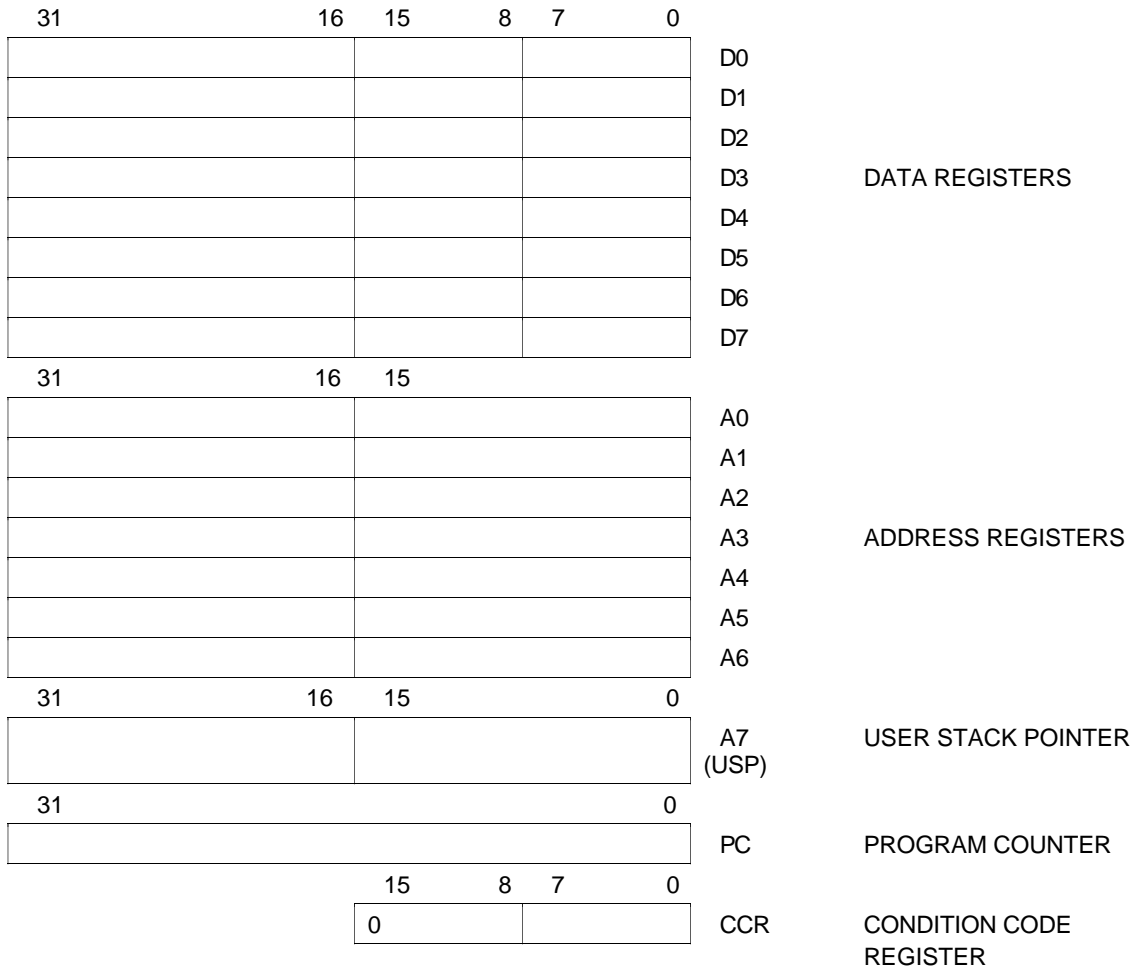 31 16 15 8 7 0
D0
D1
D2
D3 DATA REGISTERS
D4
D5
D6
D7
31 16 15
A0
A1
A2
A3 ADDRESS REGISTERS
A4
A5
A6
31 16 15 0
A7 USER STACK POINTER
(USP)
31 0
PC PROGRAM COUNTER
15 8 7 0
0 CCR CONDITION CODE
REGISTER